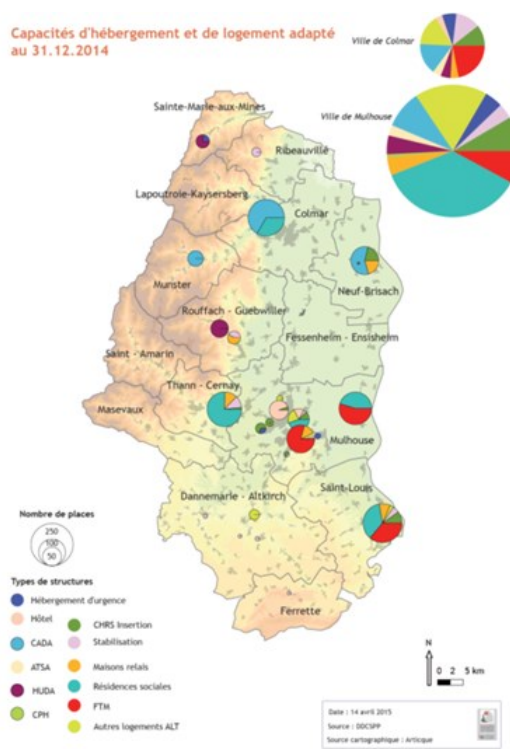 Capacités d'hébergement et de logement adapté
au 31.12.2014
Ville de Colmar
Ville de Mulhouse
Sainte-Marie-aux-Mines
Ribeauvillé
Lapoutroie-Kaysersberg
Colmar
Munster
Neuf-Brisach
Rouffach - Guebwiller
Fessenheim - Ensisheim
Saint - Amarin
Thann - Cernay
Masevaux
Mulhouse
Saint-Louis
Dannemarie - Altkirch
Ferrette
Nombre de places
250
100
50
Types de structures
Hébergement d'urgence
Hôtel
CADA
ATSA
HUDA
CPH
CHRS Insertion
Stabilisation
Maisons relais
Résidences sociales
FTM
Autres logements ALT
N
0 2 5 km
Date : 14 avril 2015
Source : DDCSPP
Source cartographique : Articque